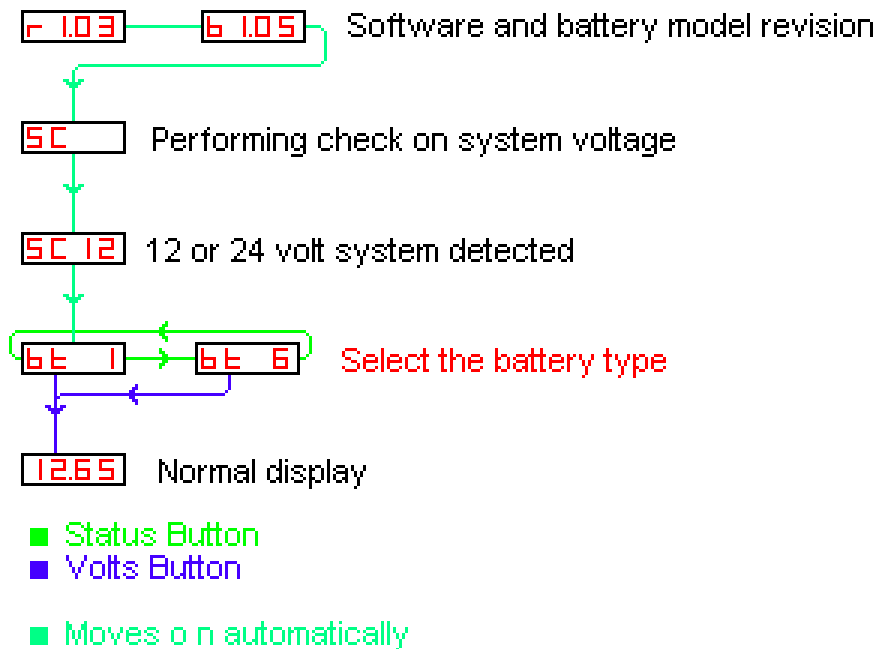 r 1.03 b 1.05 Software and battery model revision
SC Performing check on system voltage
SC 12 12 or 24 volt system detected
bt 1 bt 6 Select the battery type
12.65 Normal display
Status Button
Volts Button
Moves o n automatically